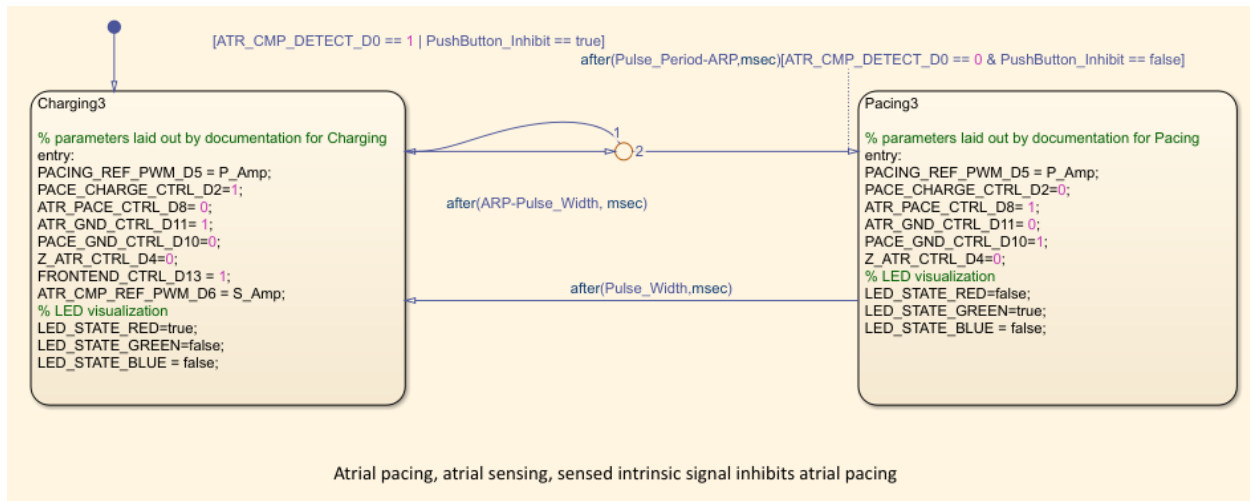 [ATR_CMP_DETECT_D0 == 1 | PushButton_Inhibit == true]
after(Pulse_Period-ARP,msec)[ATR_CMP_DETECT_D0 == 0 & PushButton_Inhibit == false]
Charging3
% parameters laid out by documentation for Charging
entry:
PACING_REF_PWM_D5 = P_Amp;
PACE_CHARGE_CTRL_D2=1;
ATR_PACE_CTRL_D8= 0;
ATR_GND_CTRL_D11= 1;
PACE_GND_CTRL_D10=0;
Z_ATR_CTRL_D4=0;
FRONTEND_CTRL_D13 = 1;
ATR_CMP_REF_PWM_D6 = S_Amp;
% LED visualization
LED_STATE_RED=true;
LED_STATE_GREEN=false;
LED_STATE_BLUE = false;
1
2
after(ARP-Pulse_Width, msec)
after(Pulse_Width,msec)
Pacing3
% parameters laid out by documentation for Pacing
entry:
PACING_REF_PWM_D5 = P_Amp;
PACE_CHARGE_CTRL_D2=0;
ATR_PACE_CTRL_D8= 1;
ATR_GND_CTRL_D11= 0;
PACE_GND_CTRL_D10=1;
Z_ATR_CTRL_D4=0;
% LED visualization
LED_STATE_RED=false;
LED_STATE_GREEN=true;
LED_STATE_BLUE = false;
Atrial pacing, atrial sensing, sensed intrinsic signal inhibits atrial pacing